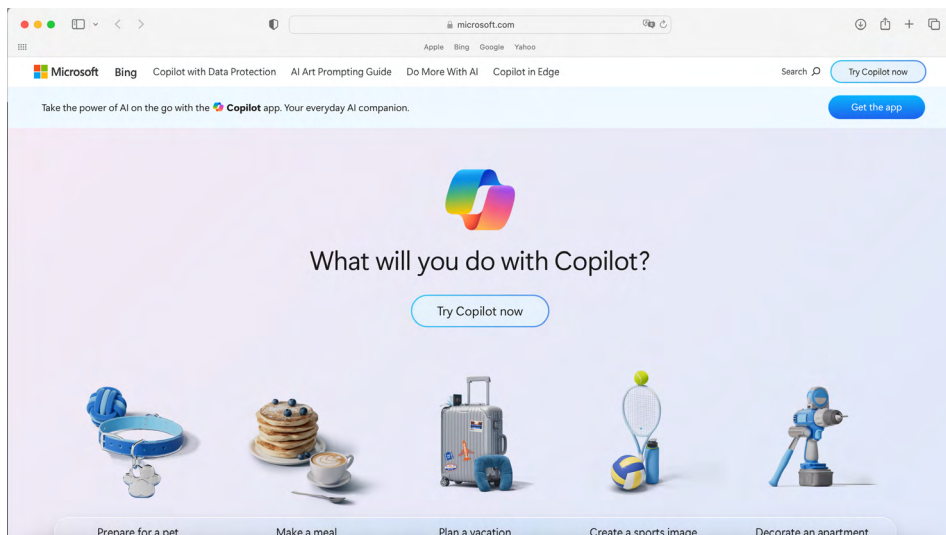 microsoft.com
Apple Bing Google Yahoo
Microsoft Bing Copilot with Data Protection AI Art Prompting Guide Do More With AI Copilot in Edge Search Try Copilot now
Take the power of AI on the go with the Copilot app. Your everyday AI companion. Get the app
What will you do with Copilot?
Try Copilot now
Prepare for a pet Make a meal Plan a vacation Create a sports image Decorate an apartment